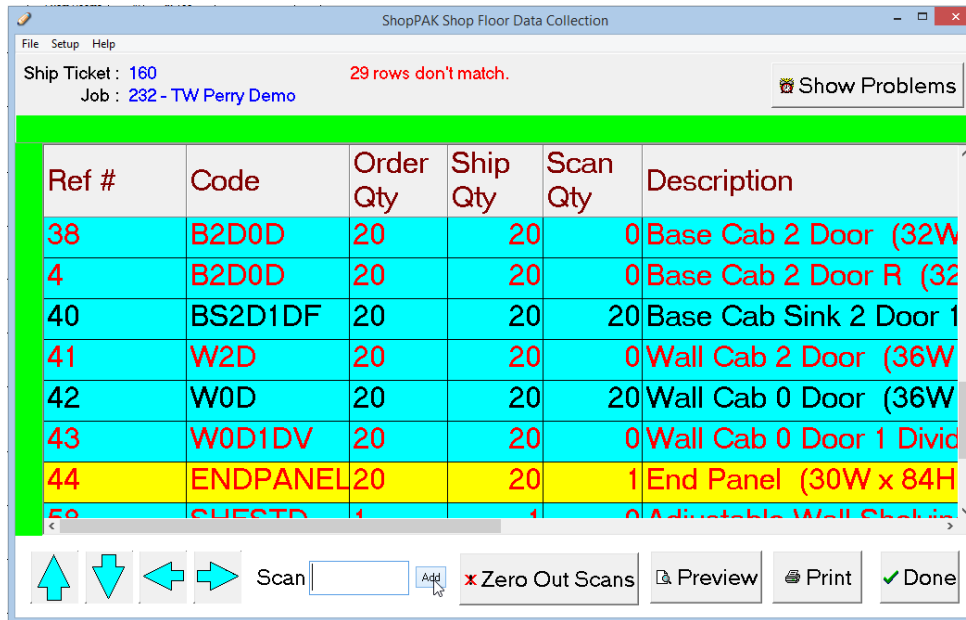 ShopPAK Shop Floor Data Collection
File Setup Help
Ship Ticket : 160 29 rows don't match.
Job : 232 - TW Perry Demo
Show Problems
Ref # Code Order Qty Ship Qty Scan Qty Description
38 B2D0D 20 20 0 Base Cab 2 Door (32W
4 B2D0D 20 20 0 Base Cab 2 Door R (32
40 BS2D1DF 20 20 20 Base Cab Sink 2 Door 1
41 W2D 20 20 0 Wall Cab 2 Door (36W
42 W0D 20 20 20 Wall Cab 0 Door (36W
43 W0D1DV 20 20 0 Wall Cab 0 Door 1 Divid
44 ENDPANEL 20 20 1 End Panel (30W x 84H
Scan Add Zero Out Scans Preview Print Done